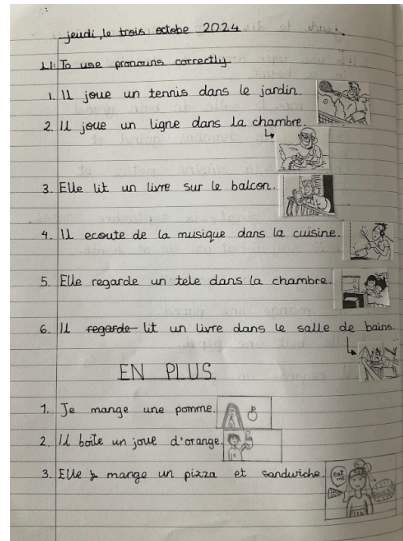 jeudi, le trois octobre 2024
LI: To use pronouns correctly.
1. Il joue un tennis dans le jardin.
2. Il joue un ligne dans la chambre.
3. Elle lit un livre sur le balcon.
4. Il ecoute de la musique dans la cuisine.
5. Elle regarde un tele dans la chambre.
6. Il regarde lit un livre dans le salle de bains.
EN PLUS
1. Je mange une pomme.
2. Il boite un joue d'orange.
3. Elle mange un pizza et sandwiche.